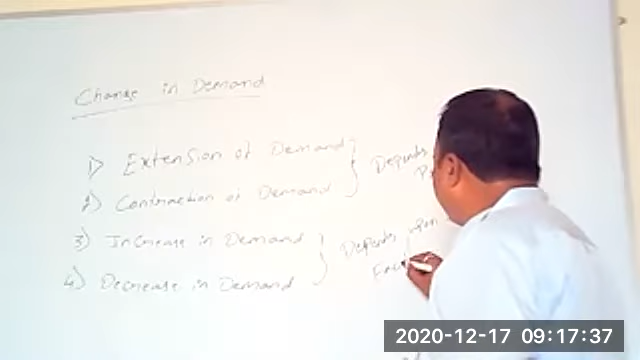 Change in Demand
1) Extension of Demand
2) Contraction of Demand
Depends
3) Increase in Demand
4) Decrease in Demand
Depends upon
2020-12-17 09:17:37